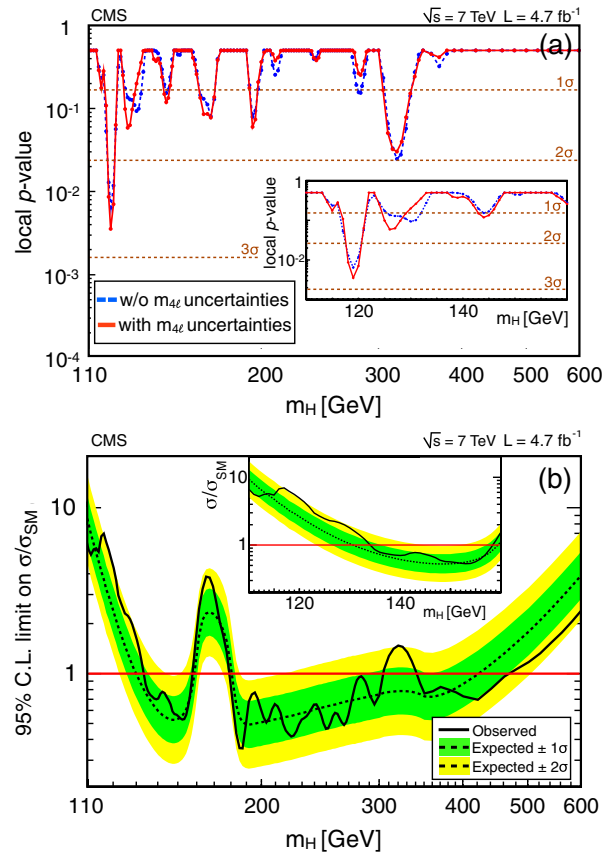 CMS √s = 7 TeV L = 4.7 fb⁻¹
(a)
local p-value
1
10⁻¹
10⁻²
10⁻³
10⁻⁴
1σ
2σ
3σ
local p-value
1
10⁻²
1σ
2σ
3σ
120 140
m_H [GeV]
w/o m_4ℓ uncertainties
with m_4ℓ uncertainties
110 200 300 400 500 600
m_H [GeV]
CMS √s = 7 TeV L = 4.7 fb⁻¹
(b)
95% C.L. limit on σ/σ_SM
10
1
σ/σ_SM
10
1
120 140
m_H [GeV]
Observed
Expected ± 1σ
Expected ± 2σ
110 200 300 400 500 600
m_H [GeV]